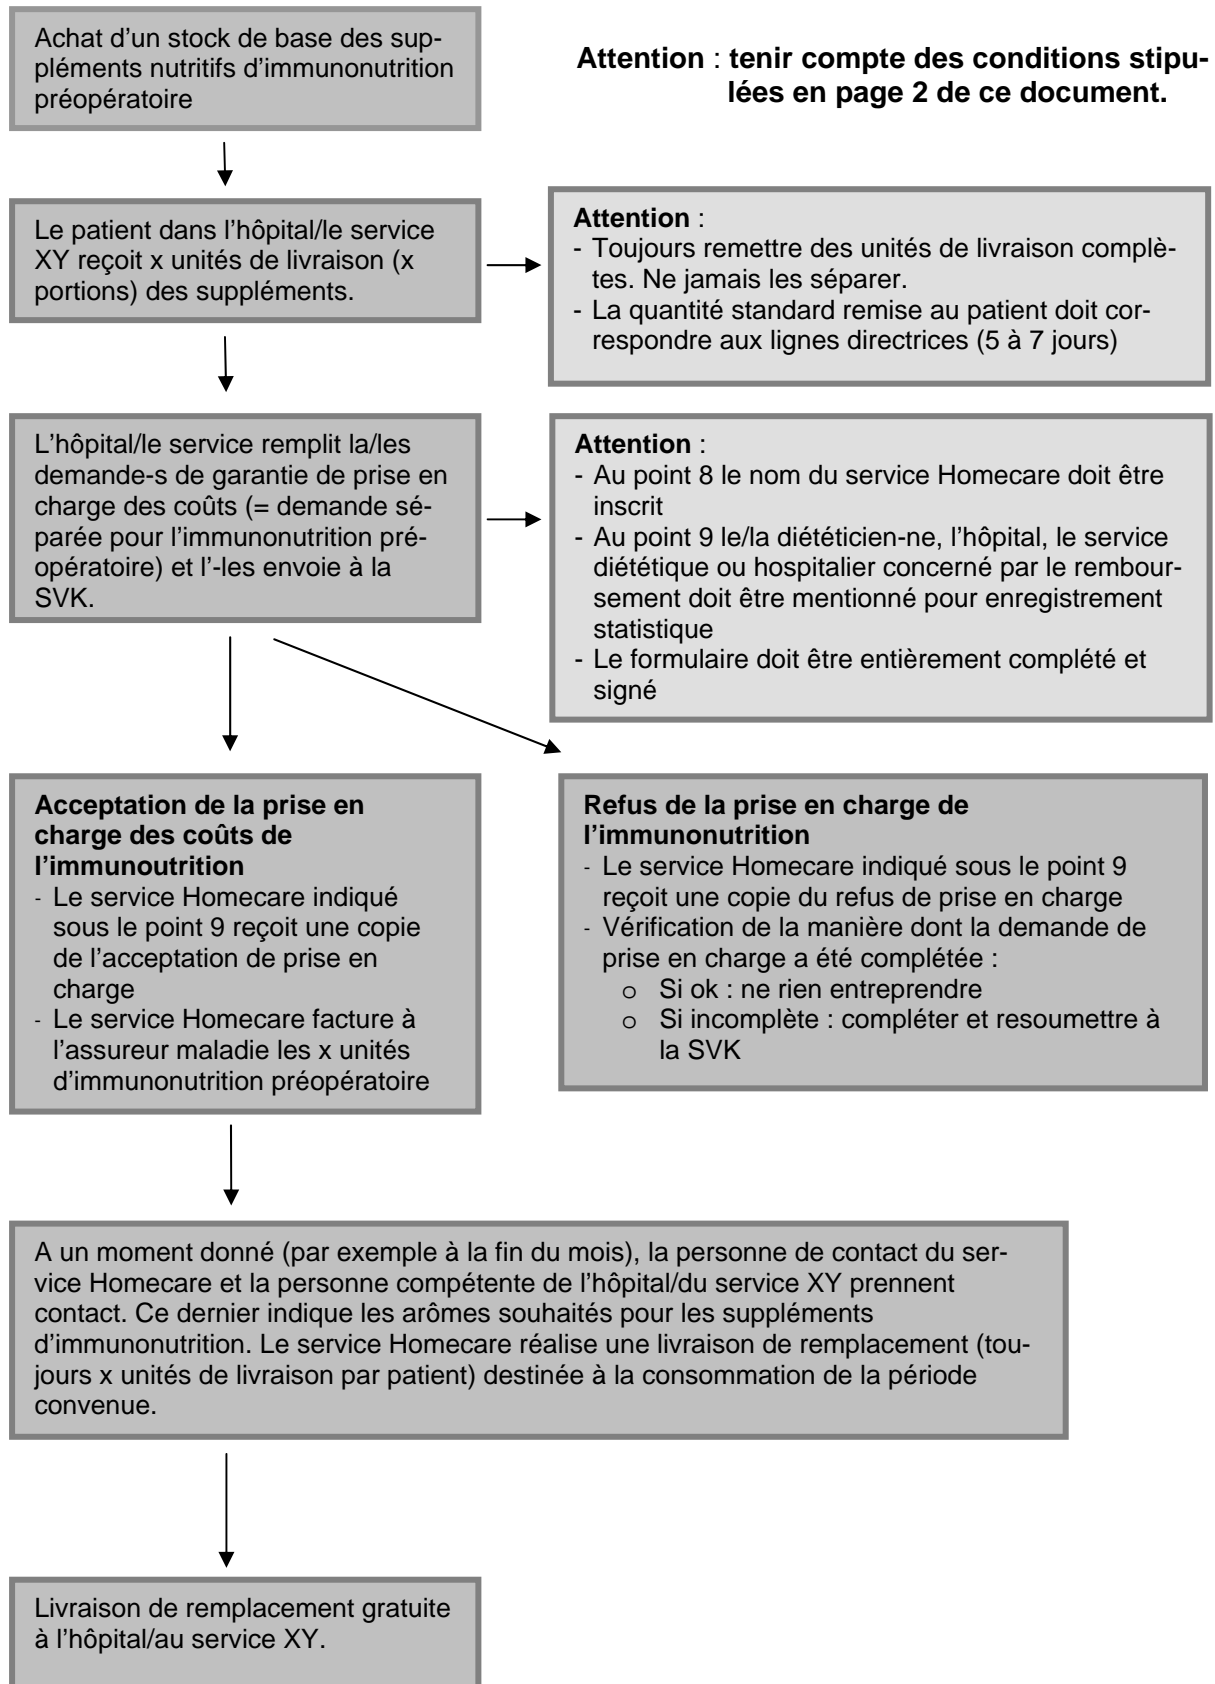 Achat d'un stock de base des sup-
pléments nutritifs d'immunonutrition
préopératoire
Attention : tenir compte des conditions stipu-
lées en page 2 de ce document.
Le patient dans l'hôpital/le service
XY reçoit x unités de livraison (x
portions) des suppléments.
Attention :
- Toujours remettre des unités de livraison complè-
tes. Ne jamais les séparer.
- La quantité standard remise au patient doit cor-
respondre aux lignes directrices (5 à 7 jours)
L'hôpital/le service remplit la/les
demande-s de garantie de prise en
charge des coûts (= demande sé-
parée pour l'immunonutrition pré-
opératoire) et l'-les envoie à la
SVK.
Attention :
- Au point 8 le nom du service Homecare doit être
inscrit
- Au point 9 le/la diététicien-ne, l'hôpital, le service
diététique ou hospitalier concerné par le rembour-
sement doit être mentionné pour enregistrement
statistique
- Le formulaire doit être entièrement complété et
signé
Acceptation de la prise en
charge des coûts de
l'immunoutrition
- Le service Homecare indiqué
sous le point 9 reçoit une copie
de l'acceptation de prise en
charge
- Le service Homecare facture à
l'assureur maladie les x unités
d'immunonutrition préopératoire
Refus de la prise en charge de
l'immunonutrition
- Le service Homecare indiqué sous le point 9
reçoit une copie du refus de prise en charge
- Vérification de la manière dont la demande de
prise en charge a été complétée :
o Si ok : ne rien entreprendre
o Si incomplète : compléter et resoumettre à
la SVK
A un moment donné (par exemple à la fin du mois), la personne de contact du ser-
vice Homecare et la personne compétente de l'hôpital/du service XY prennent
contact. Ce dernier indique les arômes souhaités pour les suppléments
d'immunonutrition. Le service Homecare réalise une livraison de remplacement (tou-
jours x unités de livraison par patient) destinée à la consommation de la période
convenue.
Livraison de remplacement gratuite
à l'hôpital/au service XY.